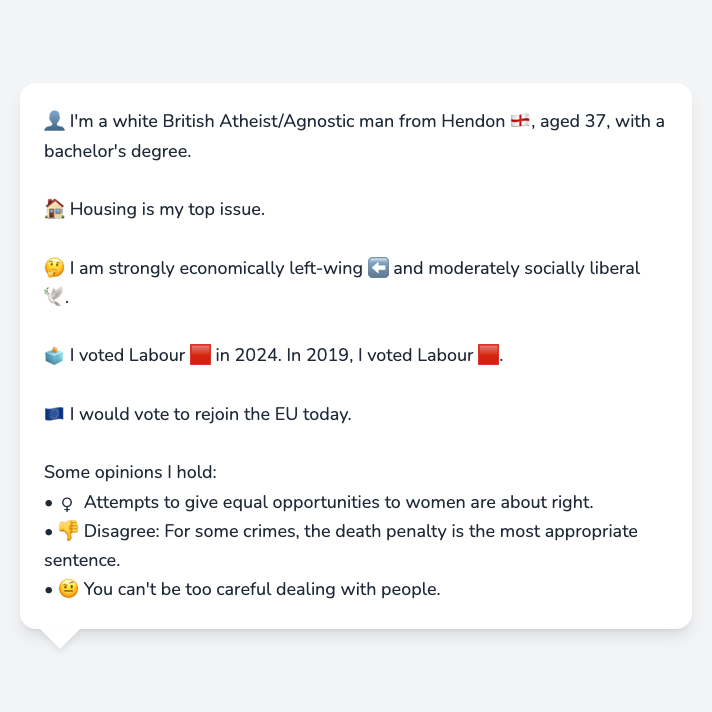 👤 I'm a white British Atheist/Agnostic man from Hendon 🏴󠁧󠁢󠁥󠁮󠁧󠁿, aged 37, with a
bachelor's degree.
🏠 Housing is my top issue.
🤔 I am strongly economically left-wing ⬅️ and moderately socially liberal
🕊️.
🗳️ I voted Labour 🟥 in 2024. In 2019, I voted Labour 🟥.
🇪🇺 I would vote to rejoin the EU today.
Some opinions I hold:
• ♀ Attempts to give equal opportunities to women are about right.
• 👎 Disagree: For some crimes, the death penalty is the most appropriate
sentence.
• 🤨 You can't be too careful dealing with people.